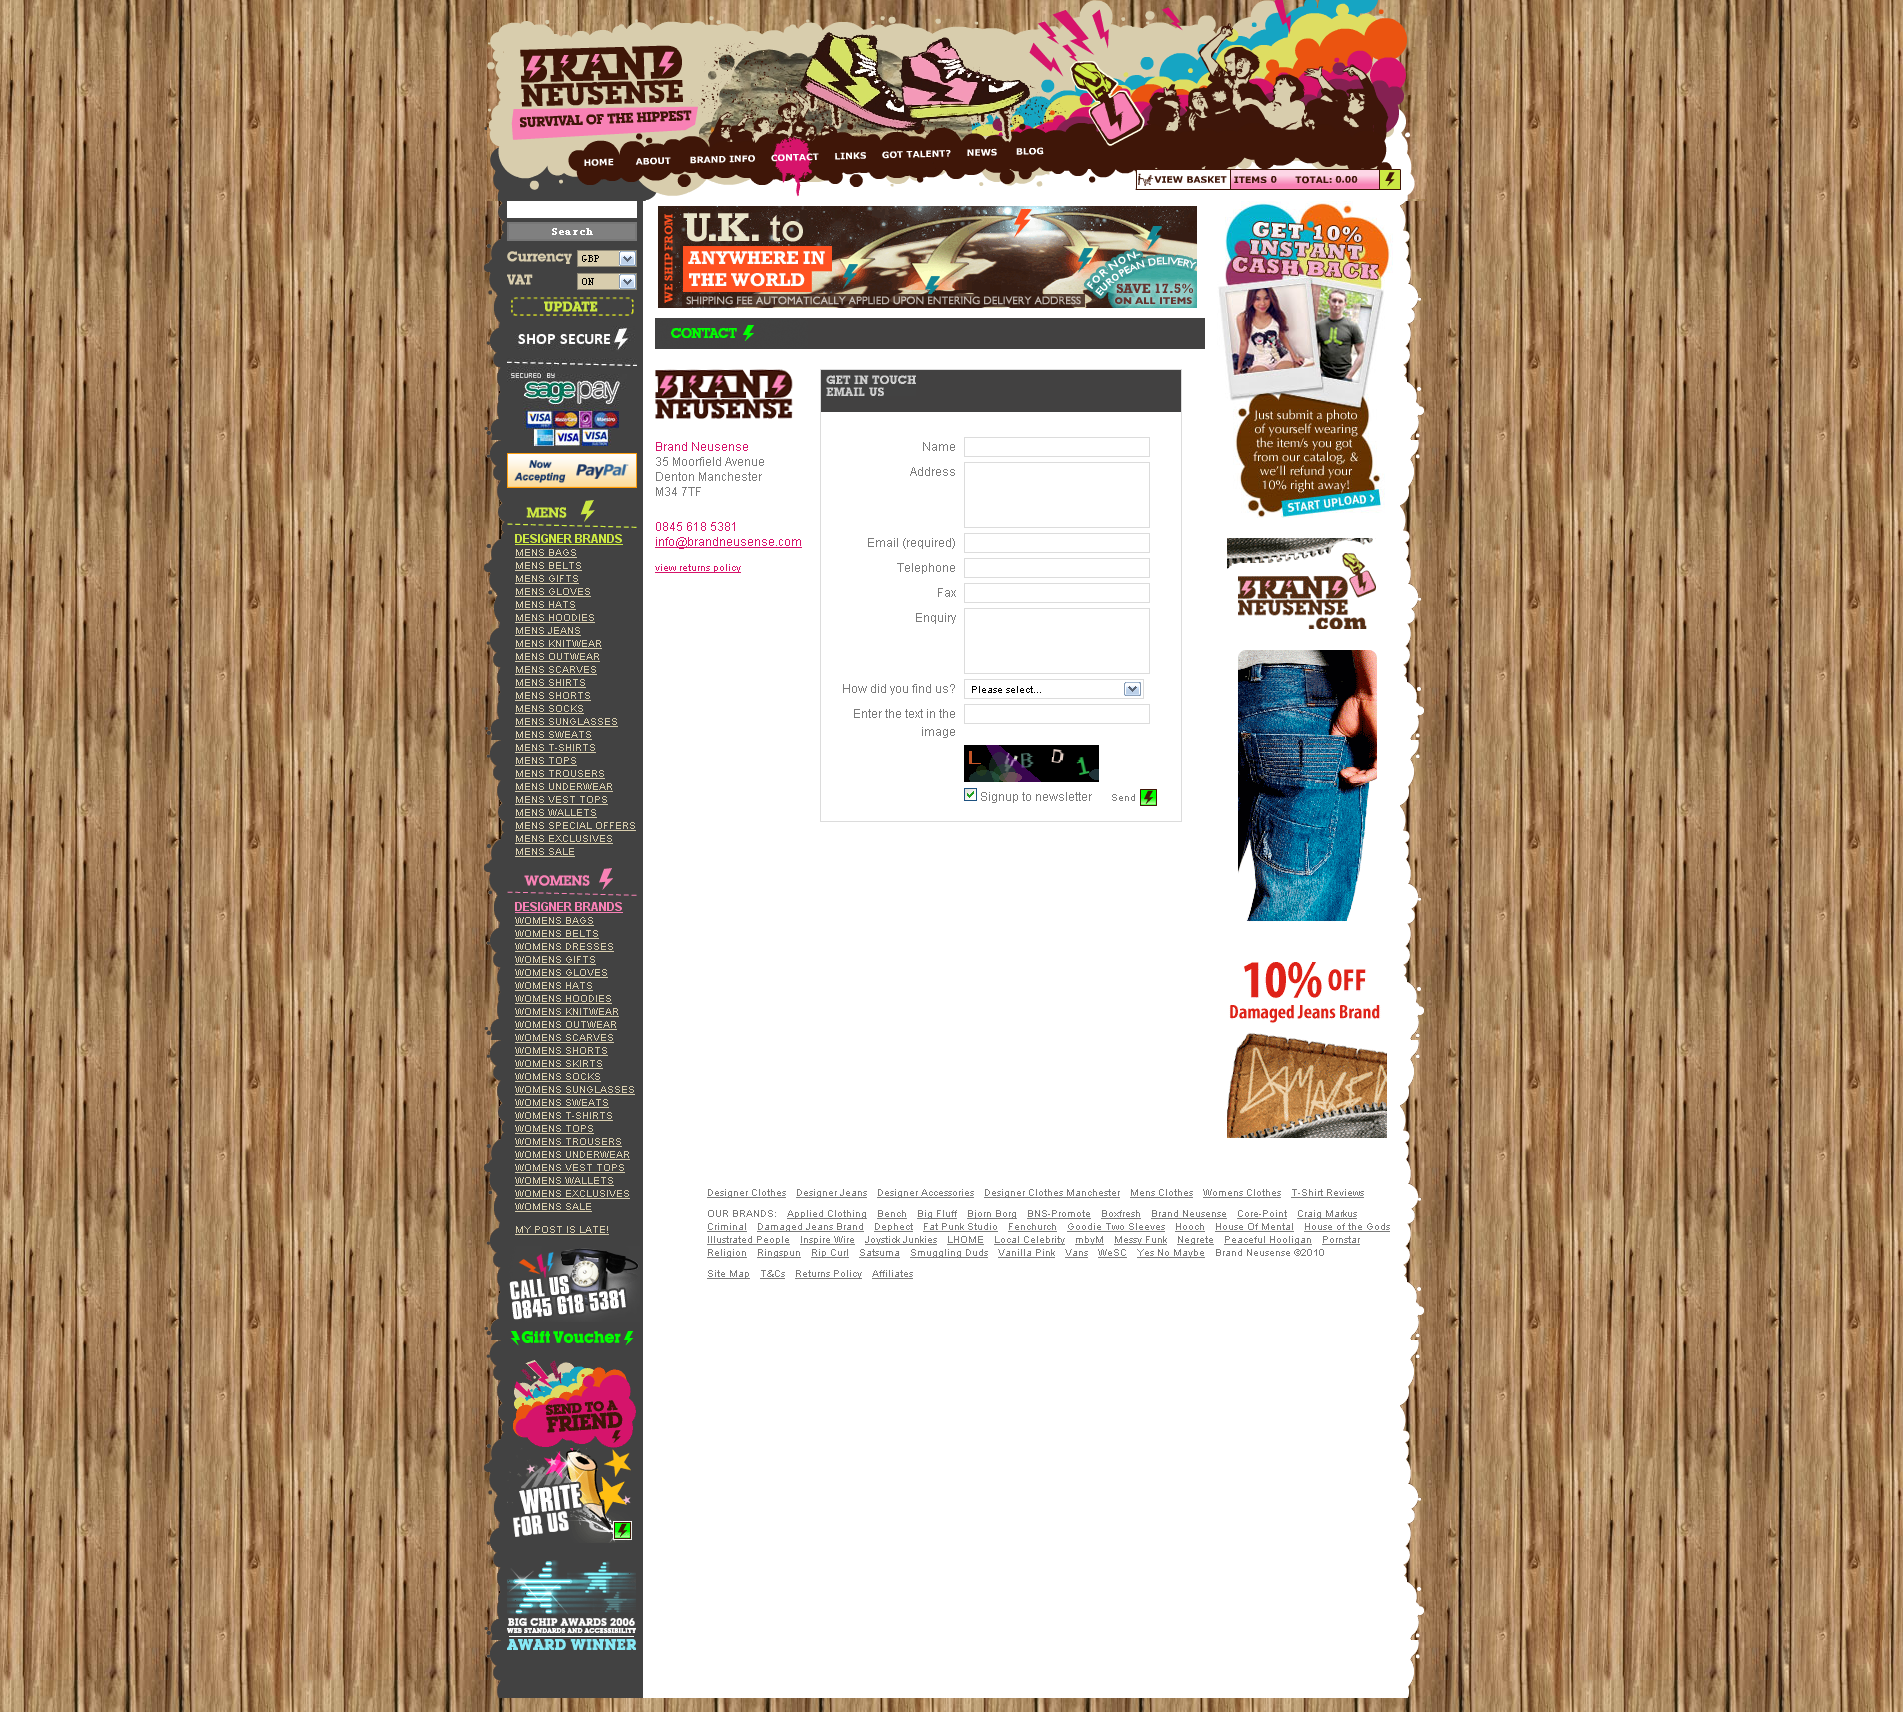 BRAND
NEUSENSE
SURVIVAL OF THE HIPPEST
HOME ABOUT BRAND INFO CONTACT LINKS GOT TALENT? NEWS BLOG
VIEW BASKET ITEMS 0 TOTAL: 0.00
Search
Currency GBP
VAT ON
UPDATE
SHOP SECURE
SECURED BY
sage pay
VISA MasterCard Maestro
VISA VISA
Now
Accepting PayPal
MENS
DESIGNER BRANDS
MENS BAGS
MENS BELTS
MENS GIFTS
MENS GLOVES
MENS HATS
MENS HOODIES
MENS JEANS
MENS KNITWEAR
MENS OUTWEAR
MENS SCARVES
MENS SHIRTS
MENS SHORTS
MENS SOCKS
MENS SUNGLASSES
MENS SWEATS
MENS T-SHIRTS
MENS TOPS
MENS TROUSERS
MENS UNDERWEAR
MENS VEST TOPS
MENS WALLETS
MENS SPECIAL OFFERS
MENS EXCLUSIVES
MENS SALE
WOMENS
DESIGNER BRANDS
WOMENS BAGS
WOMENS BELTS
WOMENS DRESSES
WOMENS GIFTS
WOMENS GLOVES
WOMENS HATS
WOMENS HOODIES
WOMENS KNITWEAR
WOMENS OUTWEAR
WOMENS SCARVES
WOMENS SHORTS
WOMENS SKIRTS
WOMENS SOCKS
WOMENS SUNGLASSES
WOMENS SWEATS
WOMENS T-SHIRTS
WOMENS TOPS
WOMENS TROUSERS
WOMENS UNDERWEAR
WOMENS VEST TOPS
WOMENS WALLETS
WOMENS EXCLUSIVES
WOMENS SALE
MY POST IS LATE!
CALL US
0845 618 5381
Gift Voucher
SEND TO A
FRIEND
WRITE
FOR US
BIG CHIP AWARDS 2006
WEB STANDARDS AND ACCESSIBILITY
AWARD WINNER
WE SHIP FROM
U.K. to
ANYWHERE IN
THE WORLD
SHIPPING FEE AUTOMATICALLY APPLIED UPON ENTERING DELIVERY ADDRESS
FOR NON-
EUROPEAN DELIVERY
SAVE 17.5%
ON ALL ITEMS
CONTACT
BRAND
NEUSENSE
Brand Neusense
35 Moorfield Avenue
Denton Manchester
M34 7TF
0845 618 5381
info@brandneusense.com
view returns policy
GET IN TOUCH
EMAIL US
Name
Address
Email (required)
Telephone
Fax
Enquiry
How did you find us? Please select...
Enter the text in the
image
Signup to newsletter Send
GET 10%
INSTANT
CASH BACK
Just submit a photo
of yourself wearing
the item/s you got
from our catalog, &
we'll refund your
10% right away!
START UPLOAD >
BRAND
NEUSENSE
.com
10% OFF
Damaged Jeans Brand
DAMAGED
Designer Clothes Designer Jeans Designer Accessories Designer Clothes Manchester Mens Clothes Womens Clothes T-Shirt Reviews
OUR BRANDS: Applied Clothing Bench Big Fluff Bjorn Borg BNS-Promote Boxfresh Brand Neusense Core-Point Craig Markus
Criminal Damaged Jeans Brand Dephect Fat Punk Studio Fenchurch Goodie Two Sleeves Hooch House Of Mental House of the Gods
Illustrated People Inspire Wire Joystick Junkies LHOME Local Celebrity mbyM Messy Funk Negrete Peaceful Hooligan Pornstar
Religion Ringspun Rip Curl Satsuma Smuggling Duds Vanilla Pink Vans WeSC Yes No Maybe Brand Neusense ©2010
Site Map T&Cs Returns Policy Affiliates